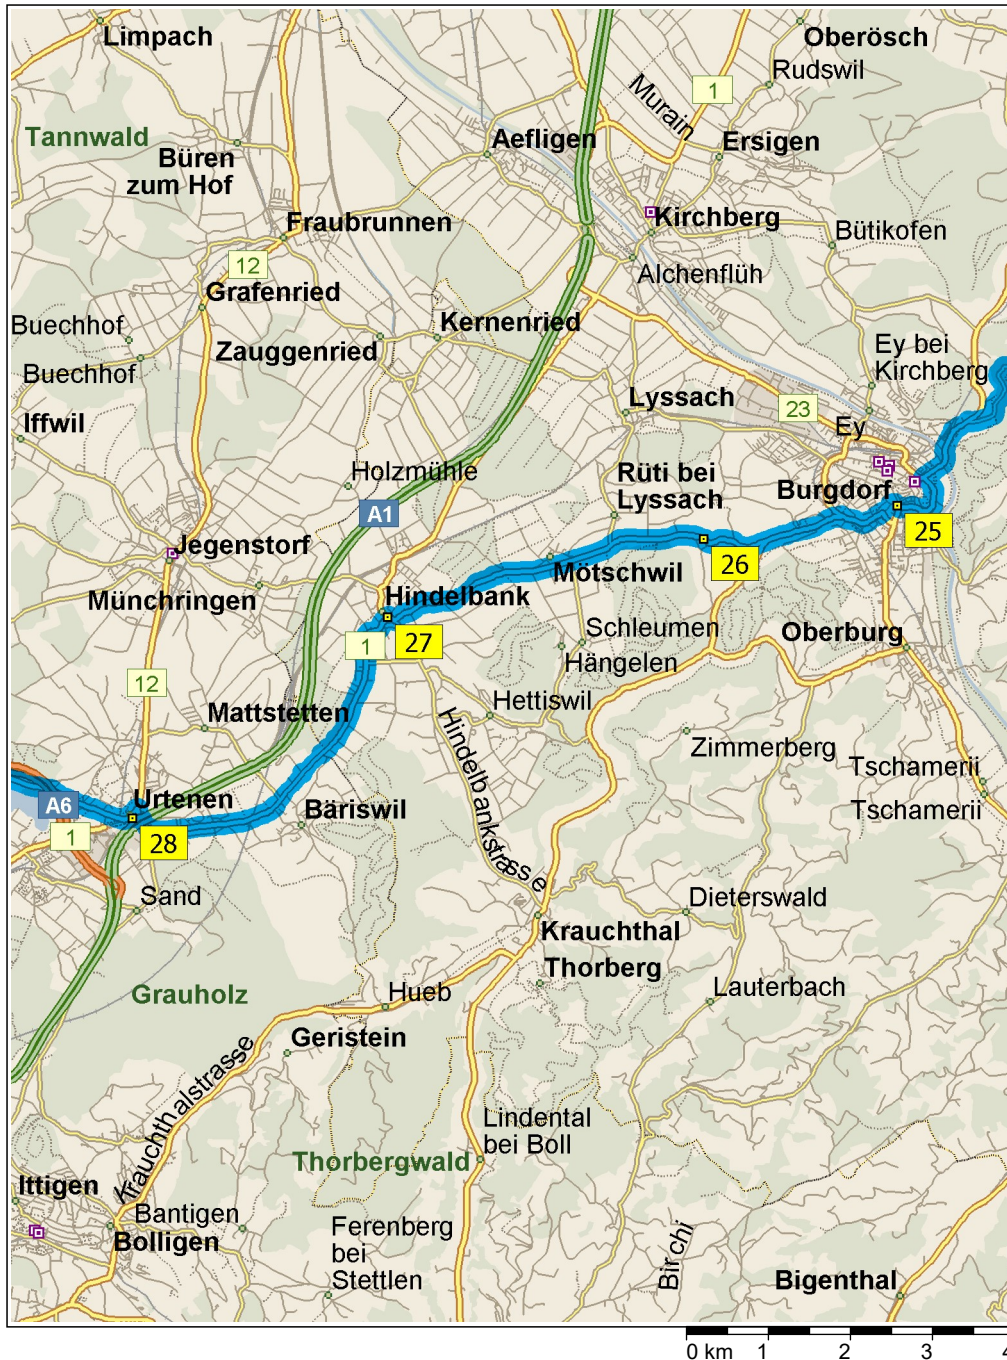 Limpach
Oberösch
Rudswil
1
Murain
Tannwald
Büren
zum Hof
Aefligen
Ersigen
Fraubrunnen
Kirchberg
Bütikofen
12
Alchenflüh
Grafenried
Buechhof
Kernenried
Zauggenried
Ey bei
Kirchberg
Buechhof
Iffwil
Lyssach
23
Ey
Holzmühle
Rüti bei
Lyssach
Burgdorf
A1
25
Jegenstorf
26
Mötschwil
Münchringen
Hindelbank
27
1
Schleumen
Oberburg
Hängelen
12
Hettiswil
Mattstetten
Hindelbankstrasse
Zimmerberg
Tschamerii
A6
Urtenen
Bäriswil
Tschamerii
1
28
Sand
Dieterswald
Krauchthal
Thorberg
Grauholz
Hueb
Lauterbach
Geristein
Krauchthalstrasse
Lindental
bei Boll
Thorbergwald
Ittigen
Bantigen
Bolligen
Ferenberg
bei
Stettlen
Birchi
Bigenthal
0 km 1 2 3 4